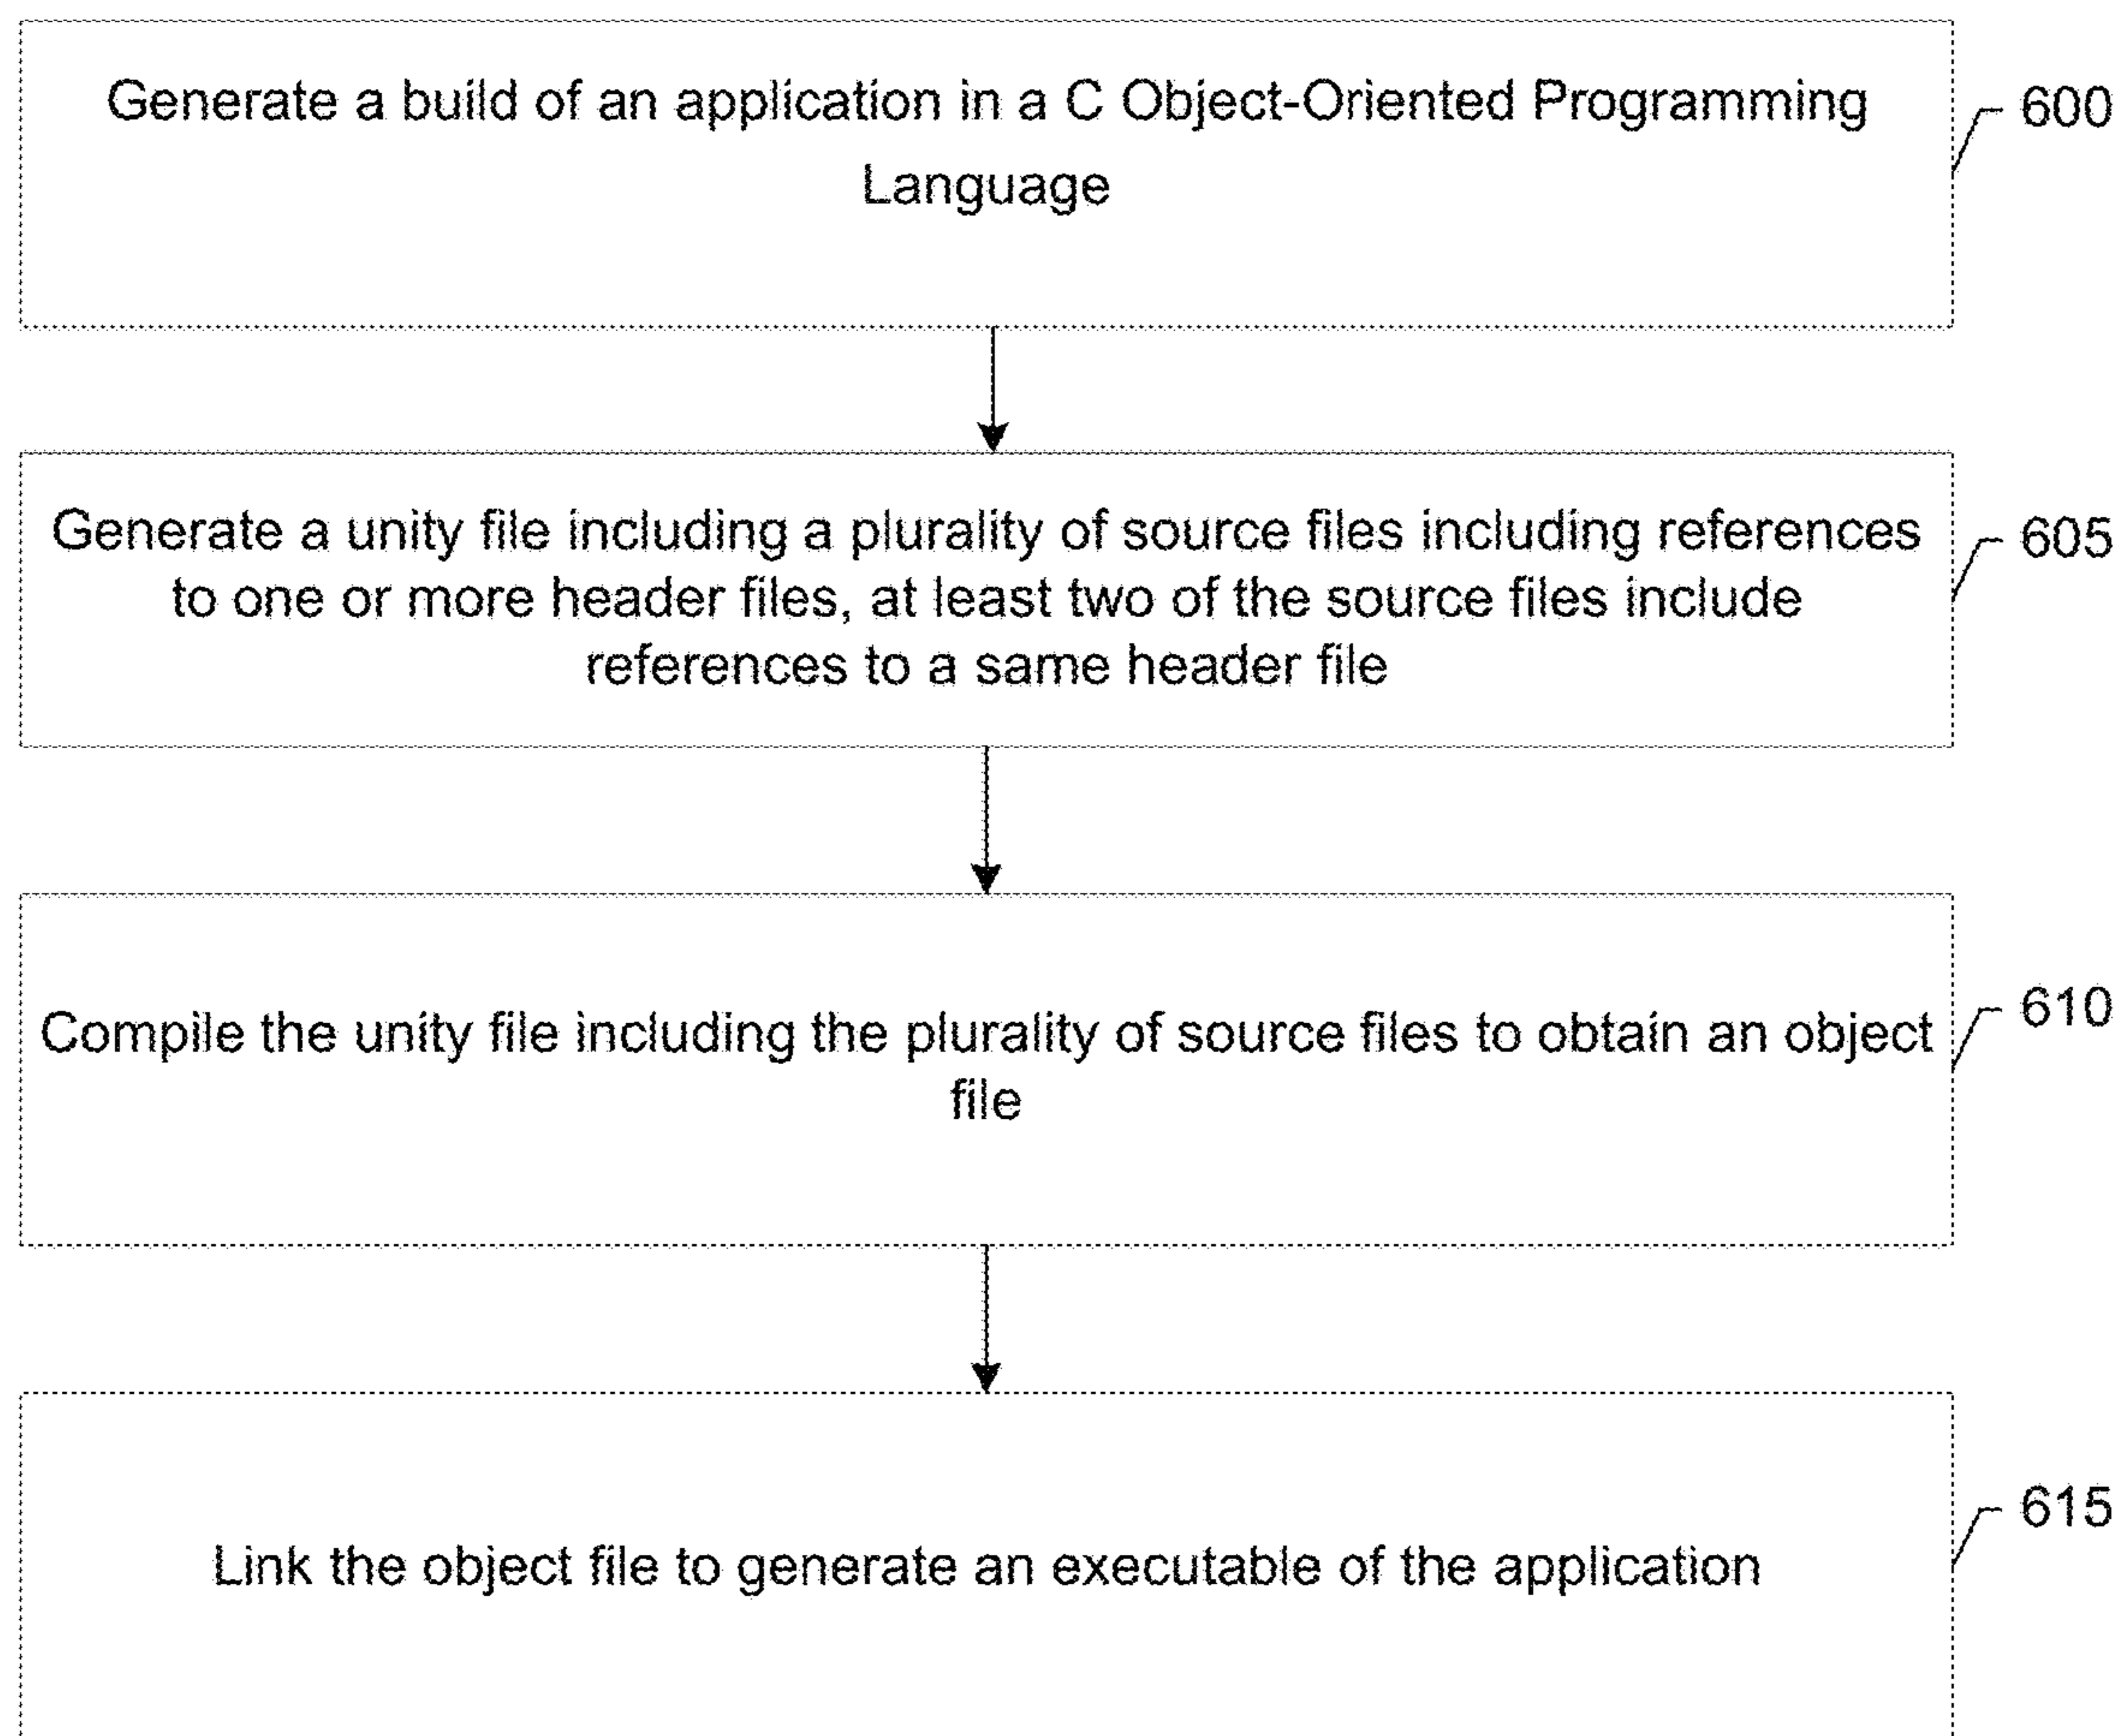 Generate a build of an application in a C Object-Oriented Programming
Language
600
Generate a unity file including a plurality of source files including references
to one or more header files, at least two of the source files include
references to a same header file
605
Compile the unity file including the plurality of source files to obtain an object
file
610
Link the object file to generate an executable of the application
615